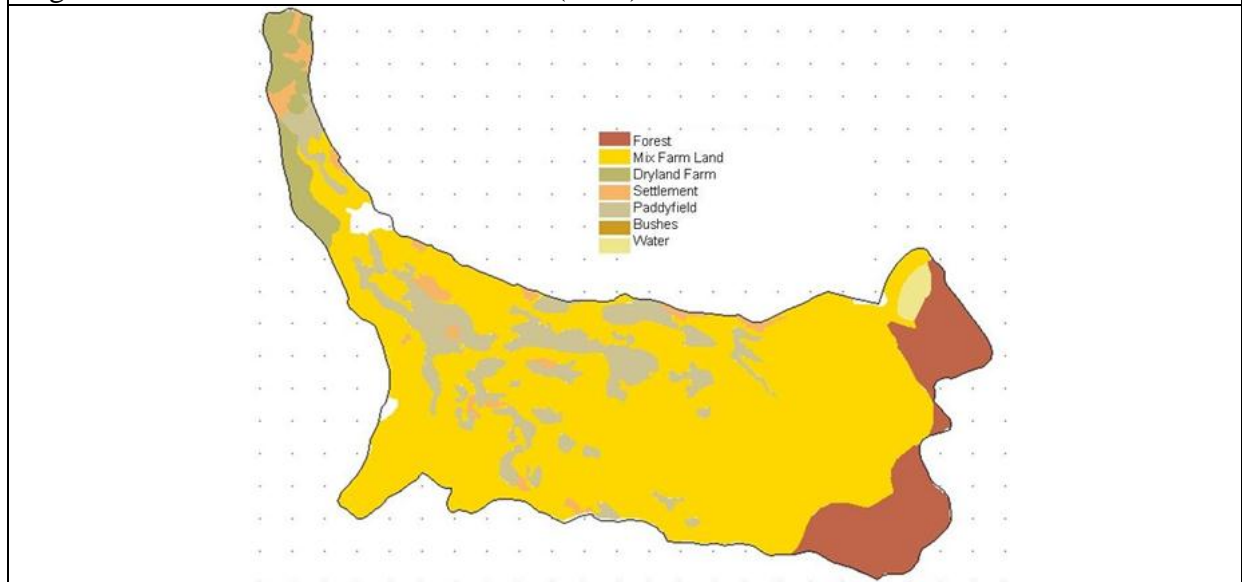 Forest
Mix Farm Land
Dryland Farm
Settlement
Paddyfield
Bushes
Water